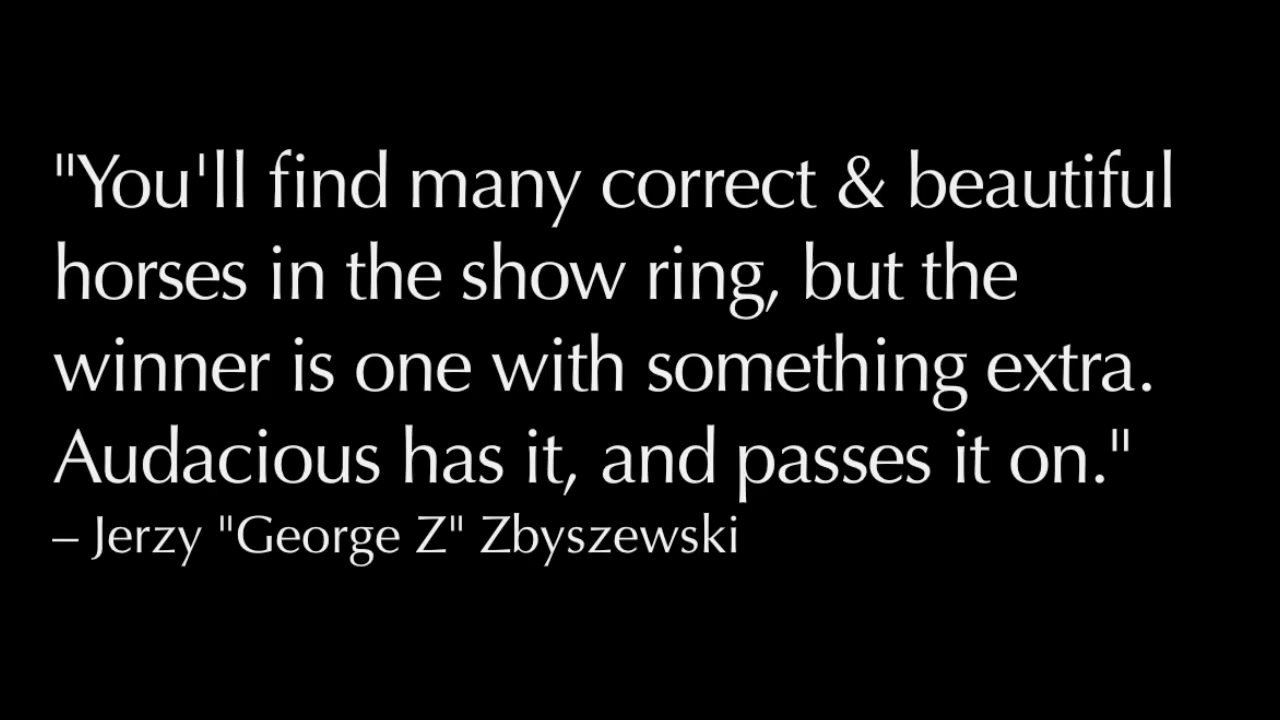 "You'll find many correct & beautiful
horses in the show ring, but the
winner is one with something extra.
Audacious has it, and passes it on."
– Jerzy "George Z" Zbyszewski